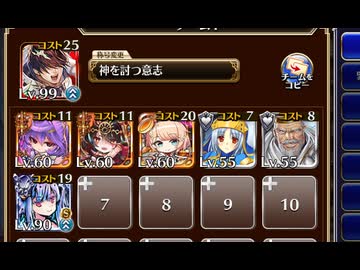 コスト25
Lv.99
称号変更
神を討つ意志
チームを
コピー
コスト11
Lv.60
コスト11
Lv.60
コスト20
Lv.60
コスト7
Lv.55
コスト8
Lv.55
コスト19
Lv.90
S
7
8
9
10